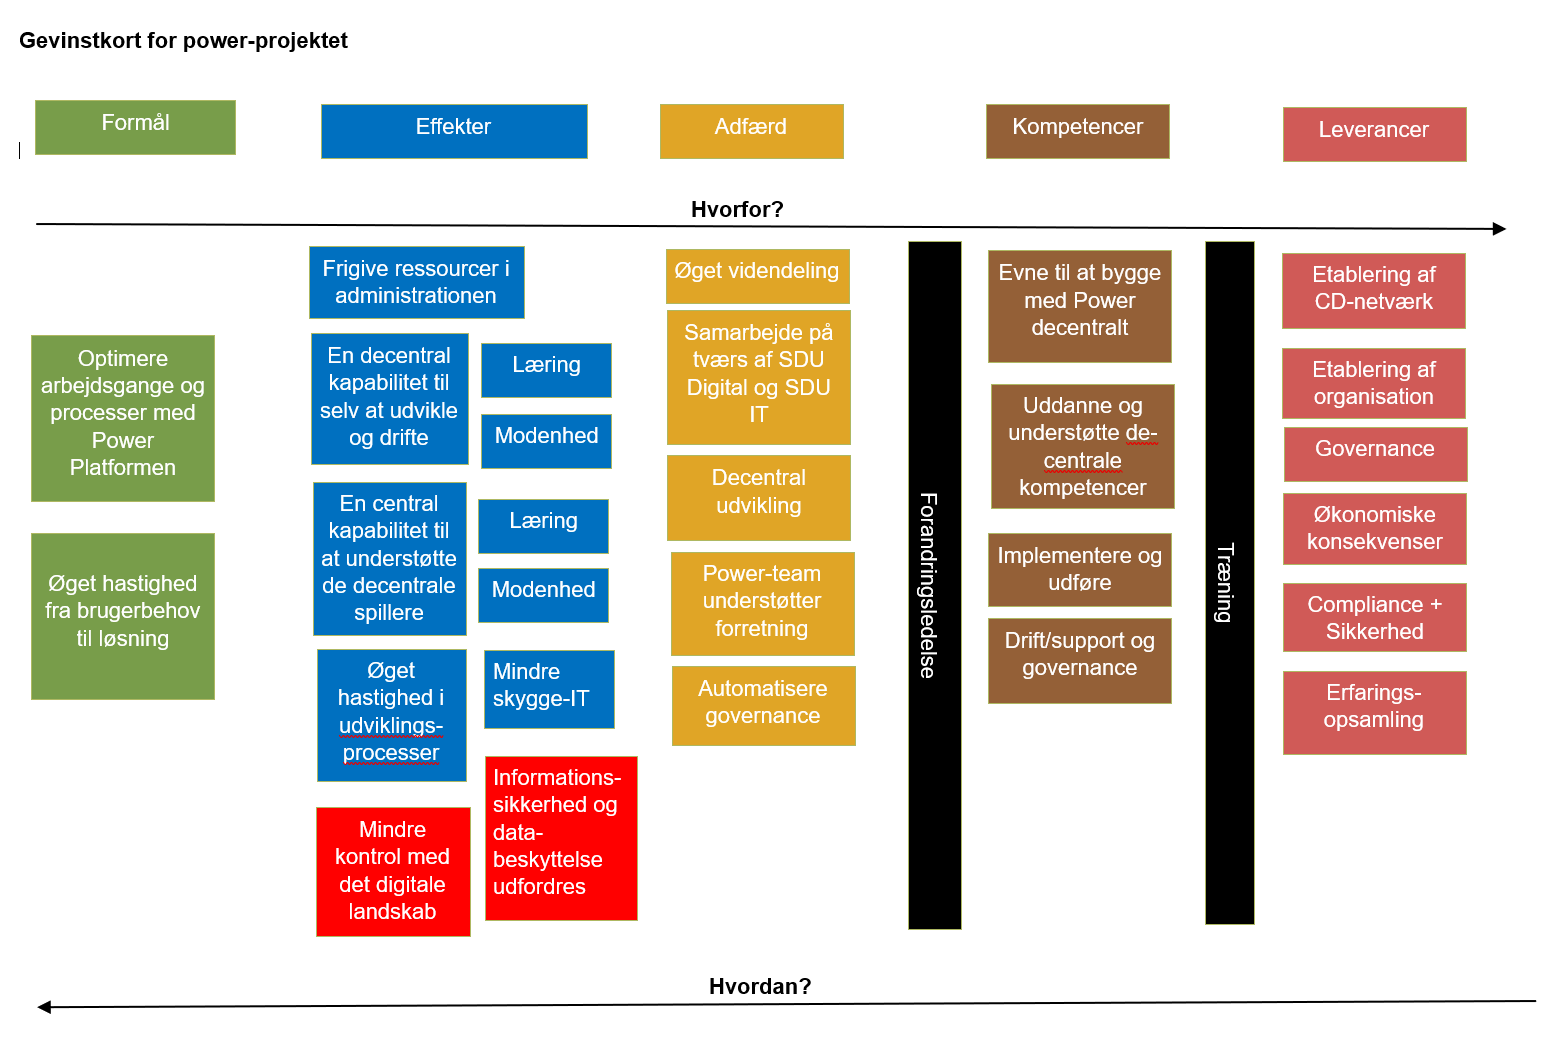 Gevinstkort for power-projektet
Formål
Effekter
Adfærd
Kompetencer
Leverancer
Hvorfor?
Optimere
arbejdsgange og
processer med
Power
Platformen
Øget hastighed
fra brugerbehov
til løsning
Frigive ressourcer i
administrationen
En decentral
kapabilitet til
selv at udvikle
og drifte
Læring
Modenhed
En central
kapabilitet til
at understøtte
de decentrale
spillere
Læring
Modenhed
Øget
hastighed i
udviklings-
processer
Mindre
skygge-IT
Mindre
kontrol med
det digitale
landskab
Informations-
sikkerhed og
data-
beskyttelse
udfordres
Øget videndeling
Samarbejde på
tværs af SDU
Digital og SDU
IT
Decentral
udvikling
Power-team
understøtter
forretning
Automatisere
governance
Forandringsledelse
Evne til at bygge
med Power
decentralt
Uddanne og
understøtte de-
centrale
kompetencer
Implementere og
udføre
Drift/support og
governance
Træning
Etablering af
CD-netværk
Etablering af
organisation
Governance
Økonomiske
konsekvenser
Compliance +
Sikkerhed
Erfarings-
opsamling
Hvordan?